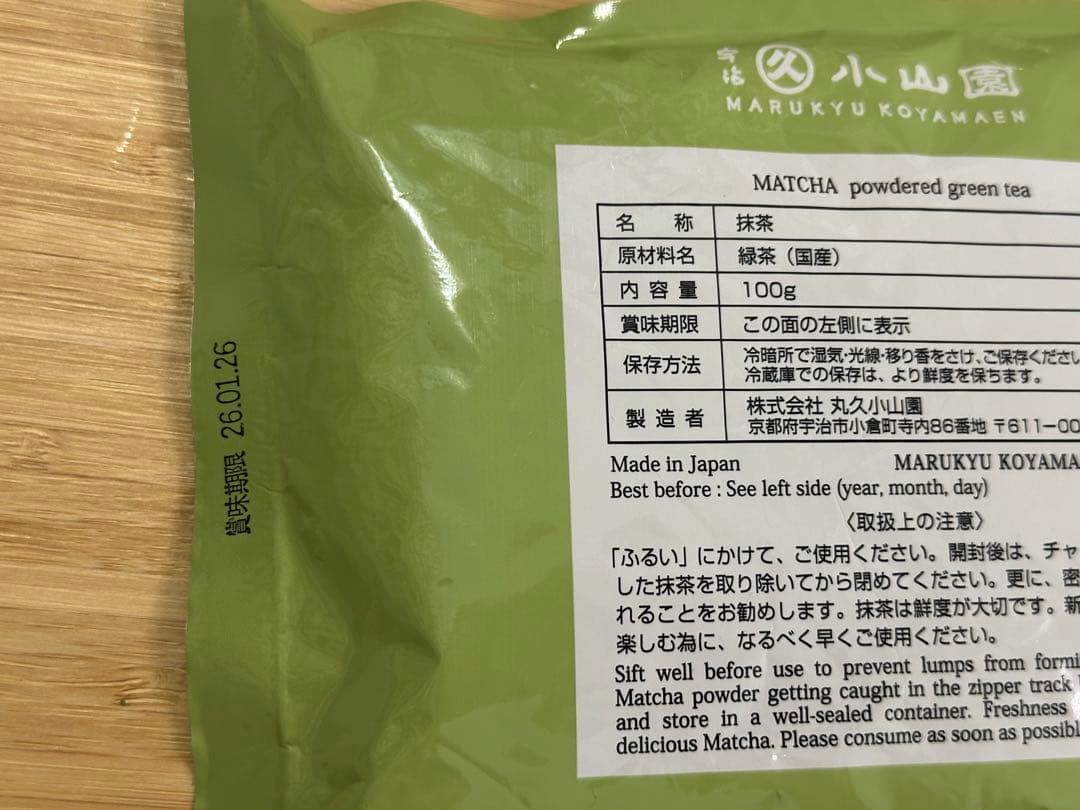 宇治 久 小山園
MARUKYU KOYAMAEN
MATCHA powdered green tea
名 称 抹茶
原材料名 緑茶（国産）
内容量 100g
賞味期限 この面の左側に表示
保存方法 冷暗所で湿気・光線・移り香をさけ、ご保存ください
冷蔵庫での保存は、より鮮度を保ちます。
製造者 株式会社 丸久小山園
京都府宇治市小倉町寺内86番地 〒611-00
Made in Japan MARUKYU KOYAMA
Best before : See left side (year, month, day)
〈取扱上の注意〉
「ふるい」にかけて、ご使用ください。開封後は、チャ
した抹茶を取り除いてから閉めてください。更に、密
れることをお勧めします。抹茶は鮮度が大切です。新
楽しむ為に、なるべく早くご使用ください。
Sift well before use to prevent lumps from formi
Matcha powder getting caught in the zipper track
and store in a well-sealed container. Freshness
delicious Matcha. Please consume as soon as possibl
賞味期限 26.01.26